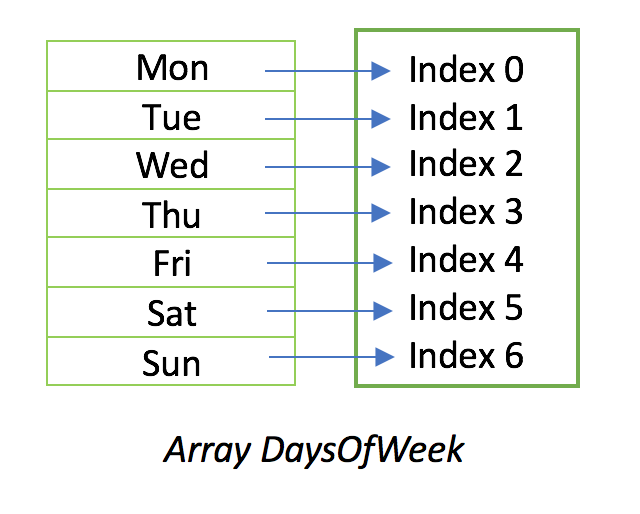 Mon Index 0
Tue Index 1
Wed Index 2
Thu Index 3
Fri Index 4
Sat Index 5
Sun Index 6
Array DaysOfWeek